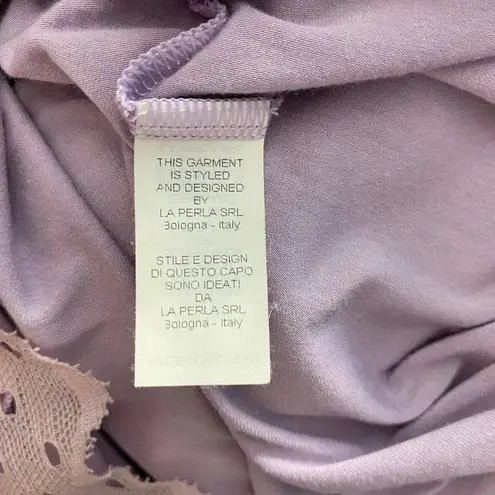 THIS GARMENT
IS STYLED
AND DESIGNED
BY
LA PERLA SRL
Bologna - Italy
STILE E DESIGN
DI QUESTO CAPO
SONO IDEATI
DA
LA PERLA SRL
Bologna - Italy